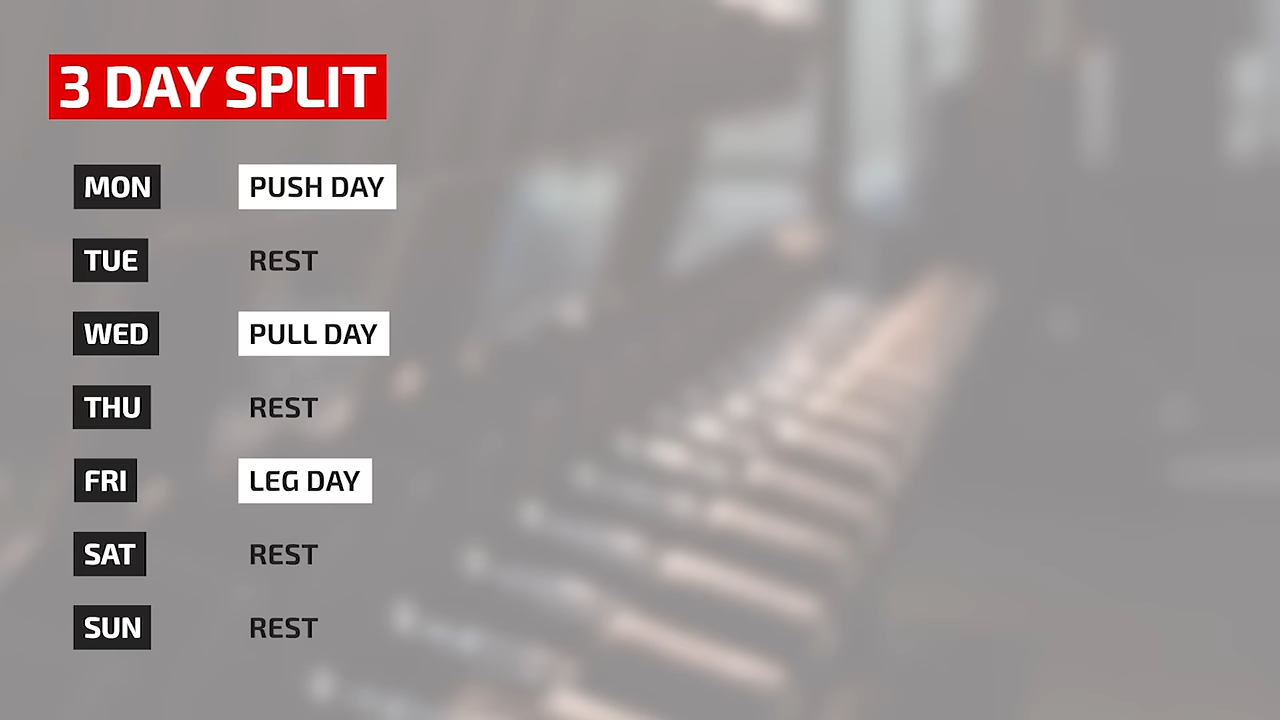 3 DAY SPLIT
MON PUSH DAY
TUE REST
WED PULL DAY
THU REST
FRI LEG DAY
SAT REST
SUN REST